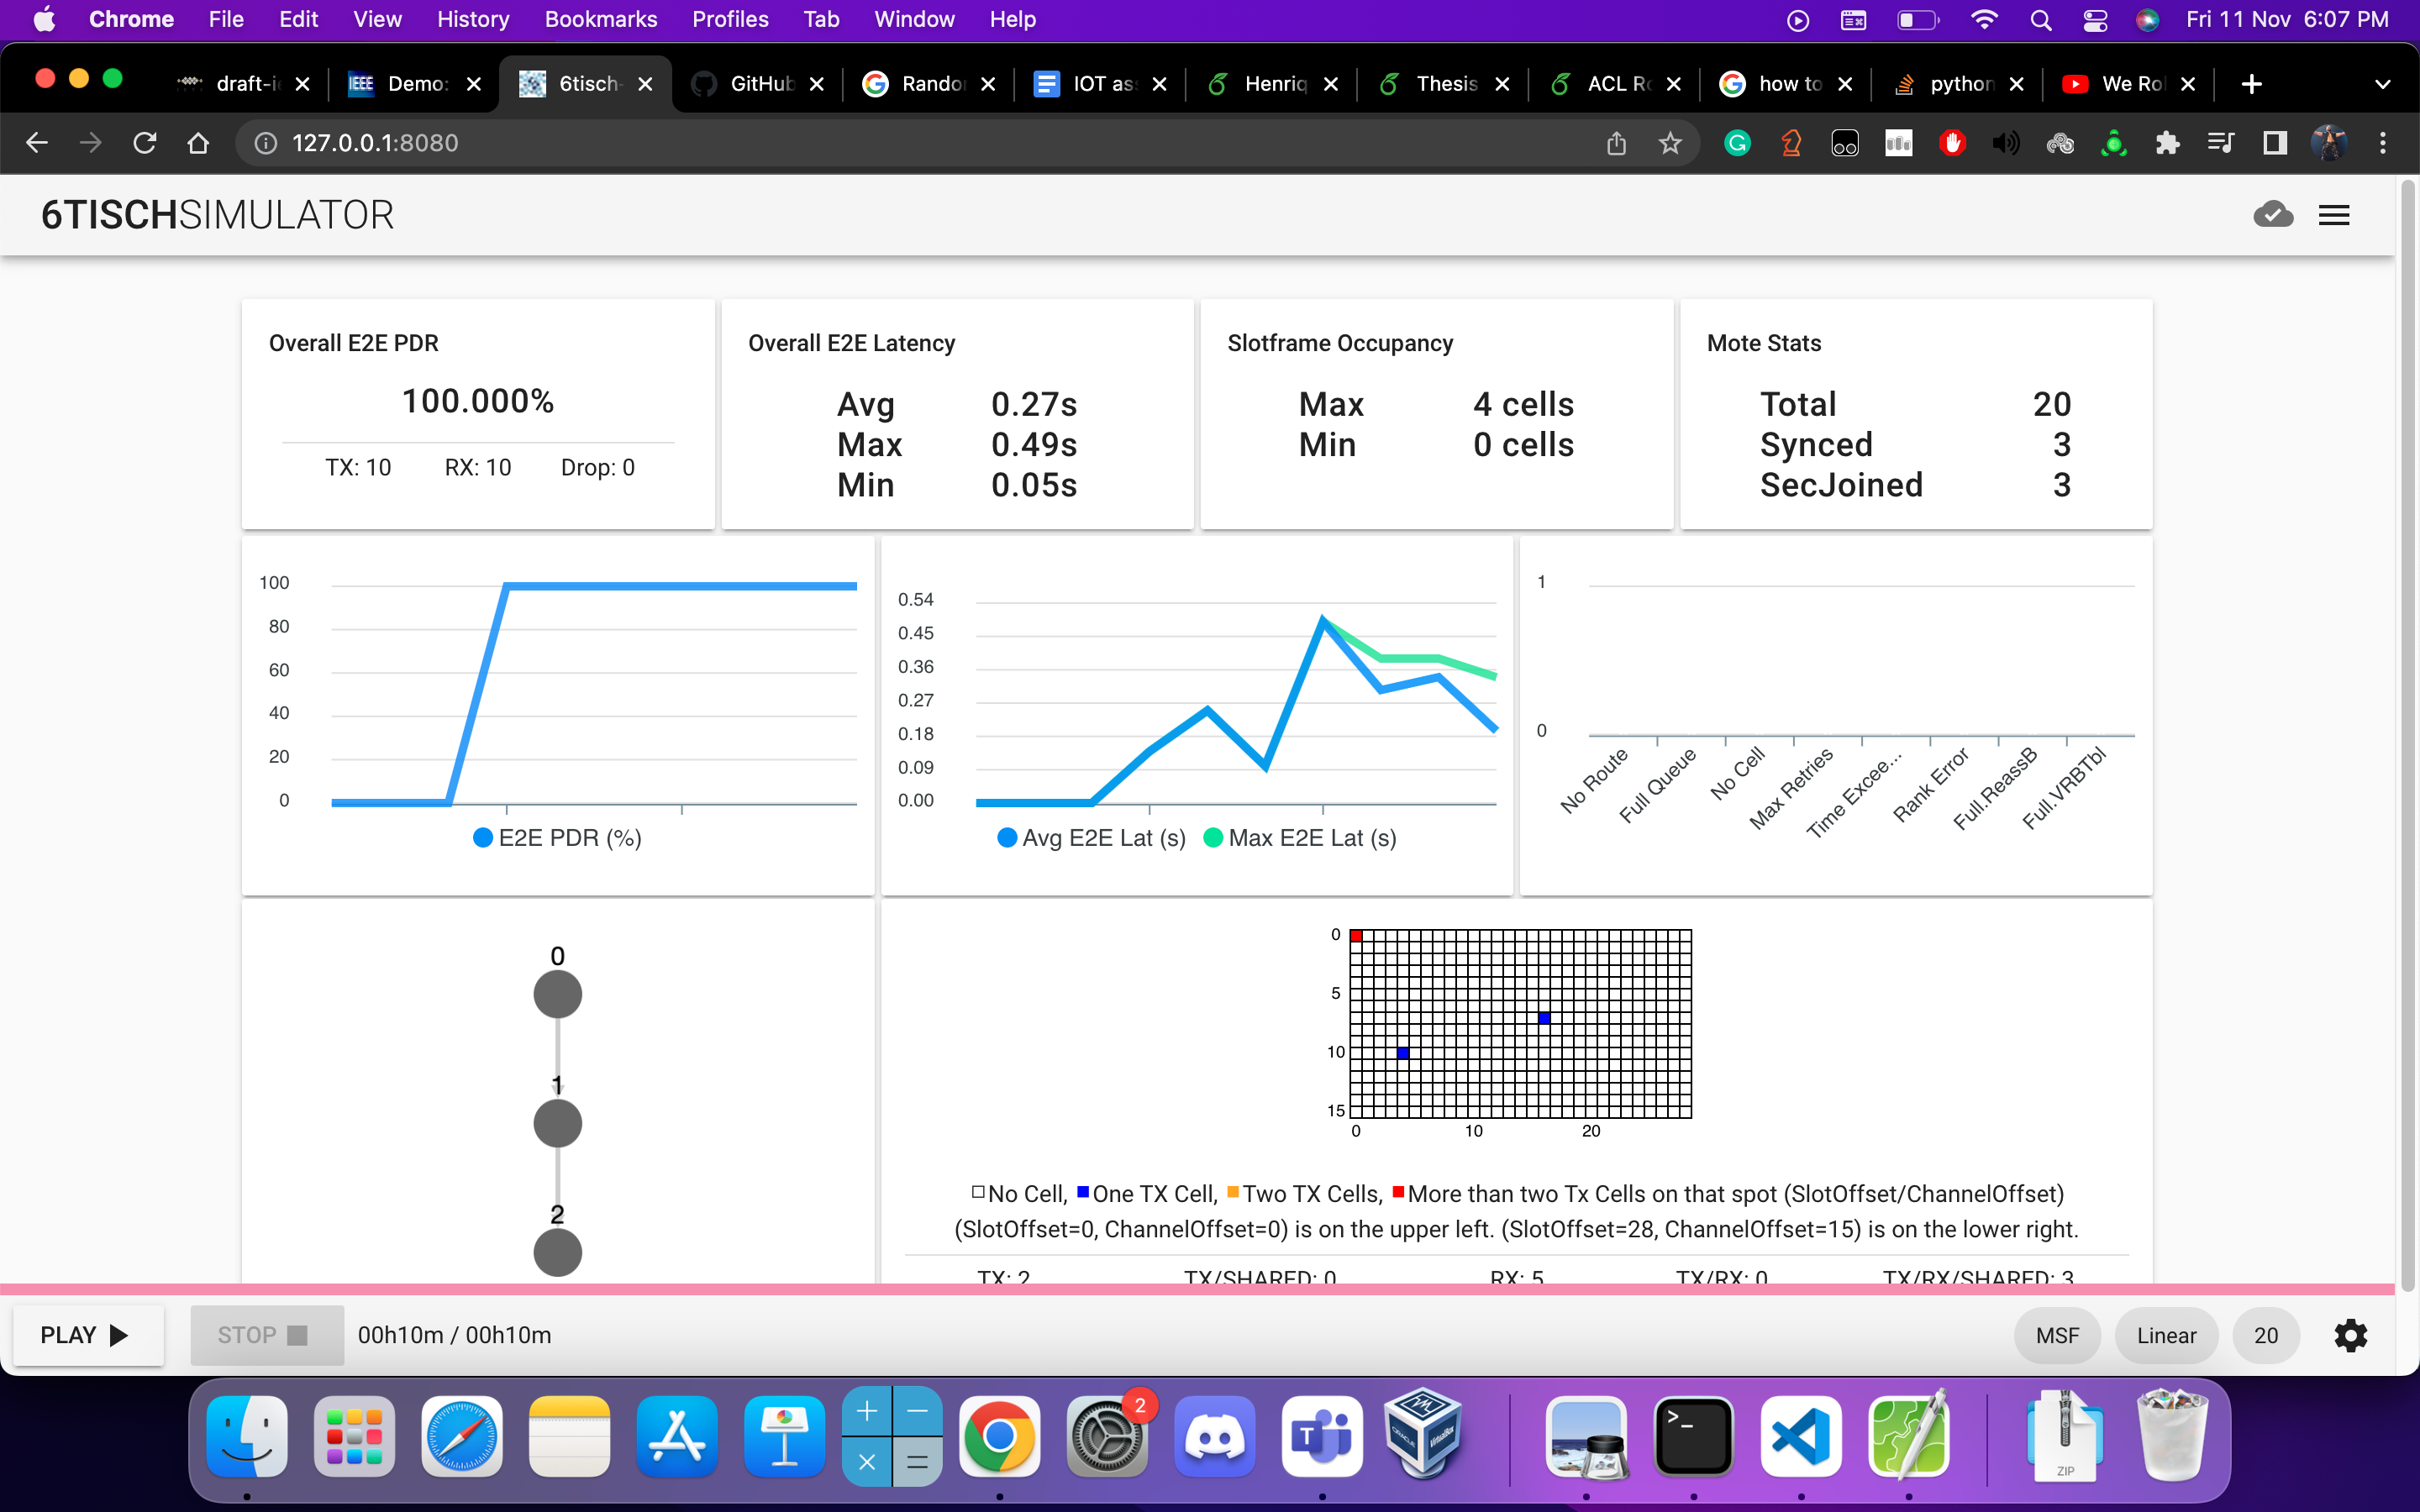 Chrome File Edit View History Bookmarks Profiles Tab Window Help Fri 11 Nov 6:07 PM
draft-i IEEE Demo: 6tisch- GitHub Rando IOT as Henriq Thesis ACL R how to python We Rol
127.0.0.1:8080
6TISCHSIMULATOR
Overall E2E PDR
100.000%
TX: 10 RX: 10 Drop: 0
Overall E2E Latency
Avg 0.27s
Max 0.49s
Min 0.05s
Slotframe Occupancy
Max 4 cells
Min 0 cells
Mote Stats
Total 20
Synced 3
SecJoined 3
100
80
60
40
20
0
E2E PDR (%)
0.54
0.45
0.36
0.27
0.18
0.09
0.00
Avg E2E Lat (s) Max E2E Lat (s)
1
0
No Route Full Queue No Cell Max Retries Time Excee... Rank Error Full.ReassB Full.VRBTbl
0
1
2
0
5
10
15
0 10 20
No Cell, One TX Cell, Two TX Cells, More than two Tx Cells on that spot (SlotOffset/ChannelOffset)
(SlotOffset=0, ChannelOffset=0) is on the upper left. (SlotOffset=28, ChannelOffset=15) is on the lower right.
TX: 2 TX/SHARED: 0 RX: 5 TX/RX: 0 TX/RX/SHARED: 3
PLAY STOP 00h10m / 00h10m MSF Linear 20
2
ZIP